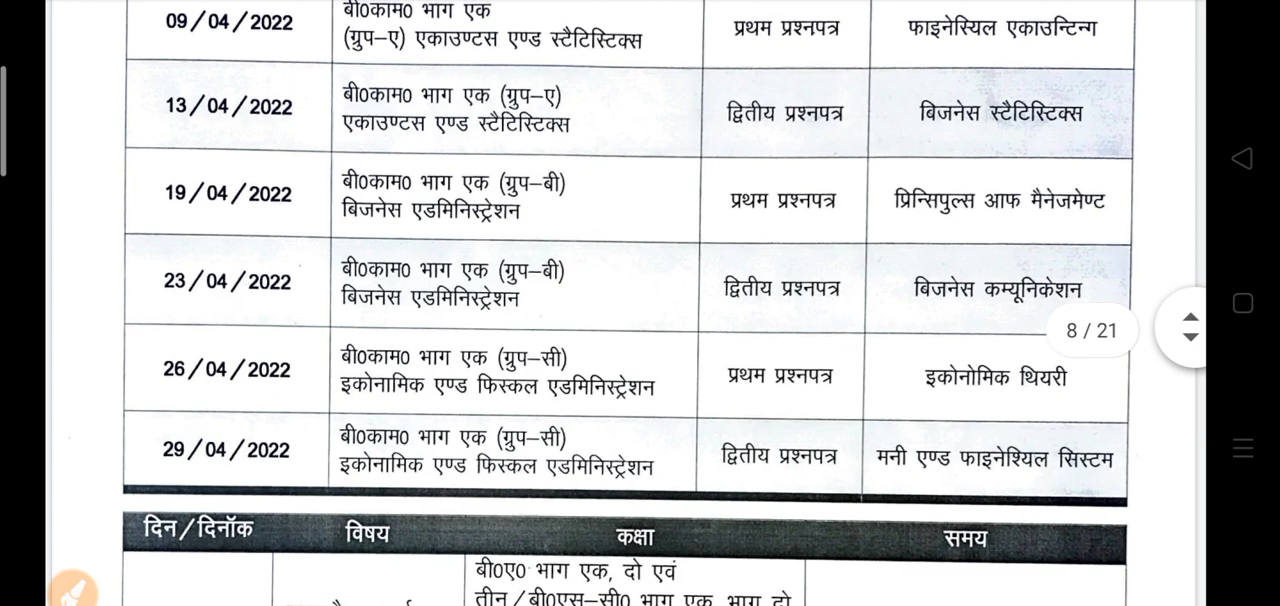 09/04/2022
बी0काम0 भाग एक
(ग्रुप–ए) एकाउण्टस एण्ड स्टैटिस्टिक्स
प्रथम प्रश्नपत्र
फाइनेस्यिल एकाउन्टिन्ग
13/04/2022
बी0काम0 भाग एक (ग्रुप–ए)
एकाउण्टस एण्ड स्टैटिस्टिक्स
द्वितीय प्रश्नपत्र
बिजनेस स्टैटिस्टिक्स
19/04/2022
बी0काम0 भाग एक (ग्रुप–बी)
बिजनेस एडमिनिस्ट्रेशन
प्रथम प्रश्नपत्र
प्रिन्सिपुल्स आफ मैनेजमेण्ट
23/04/2022
बी0काम0 भाग एक (ग्रुप–बी)
बिजनेस एडमिनिस्ट्रेशन
द्वितीय प्रश्नपत्र
बिजनेस कम्यूनिकेशन
8 / 21
26/04/2022
बी0काम0 भाग एक (ग्रुप–सी)
इकोनामिक एण्ड फिस्कल एडमिनिस्ट्रेशन
प्रथम प्रश्नपत्र
इकोनोमिक थियरी
29/04/2022
बी0काम0 भाग एक (ग्रुप–सी)
इकोनामिक एण्ड फिस्कल एडमिनिस्ट्रेशन
द्वितीय प्रश्नपत्र
मनी एण्ड फाइनेश्यिल सिस्टम
दिन/दिनॉक विषय कक्षा समय
बी0ए0 भाग एक, दो एवं
तीन/बी0एस–सी0 भाग एक, भाग दो